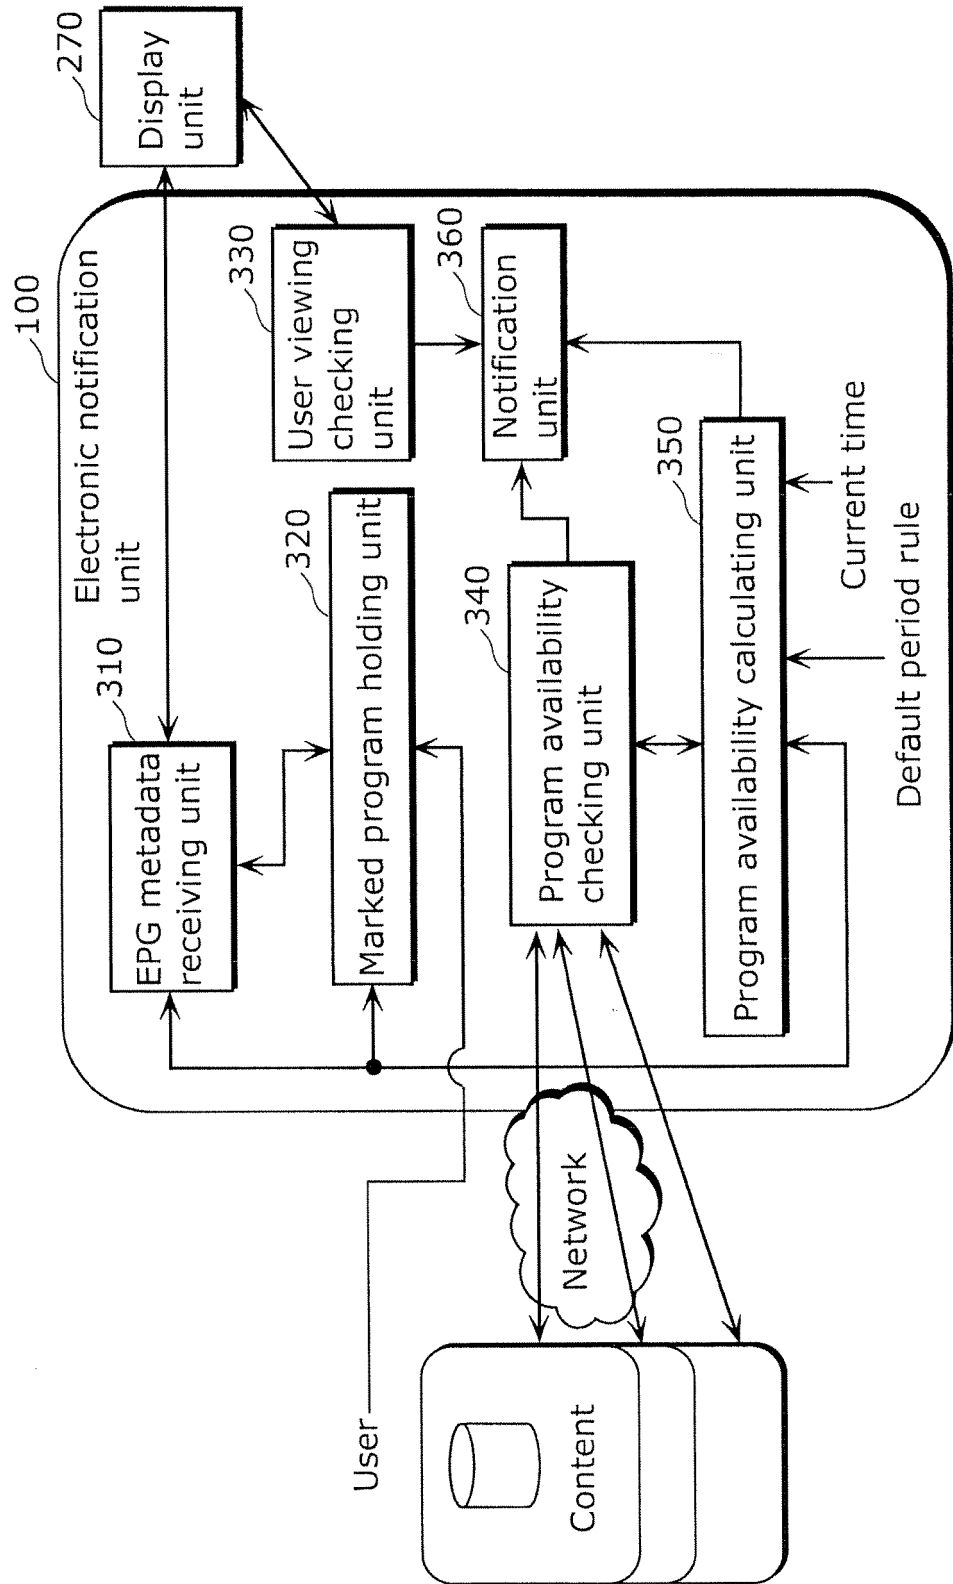 100
270
Electronic notification
unit
Display
unit
310
EPG metadata
receiving unit
320
Marked program holding unit
330
User viewing
checking
unit
User
340
Program availability
checking unit
360
Notification
unit
Network
Content
350
Program availability calculating unit
Current time
Default period rule